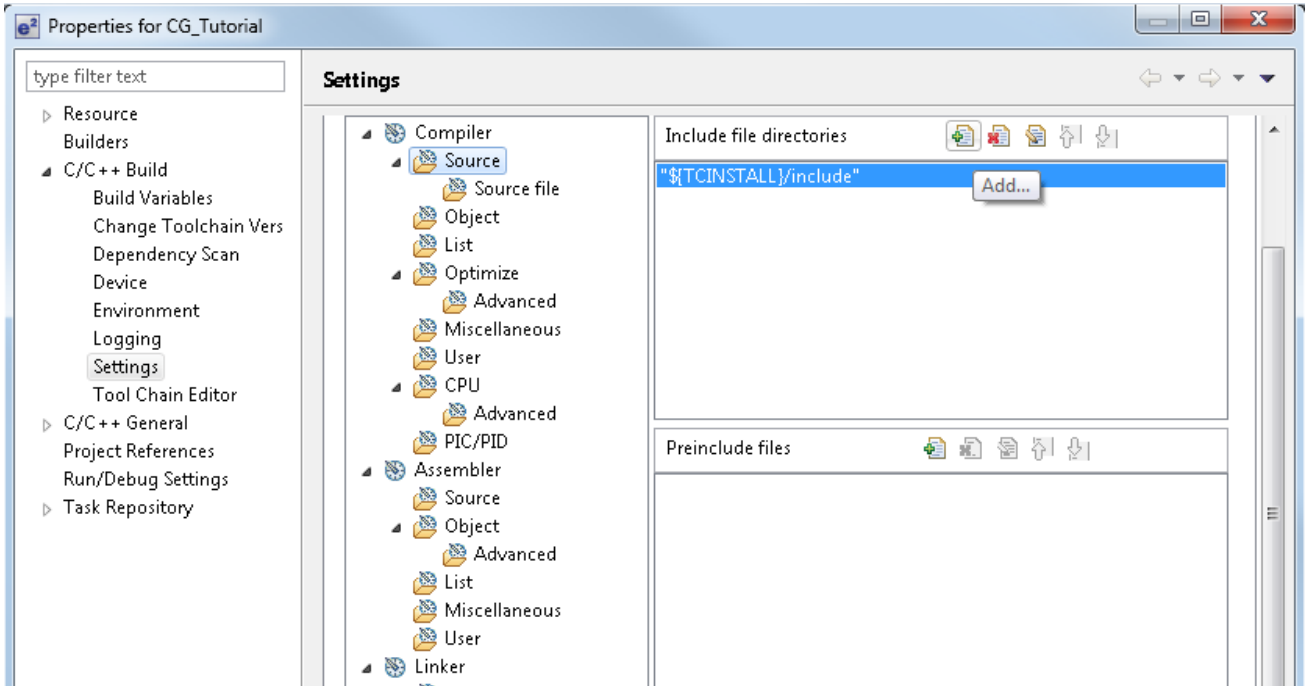 e² Properties for CG_Tutorial
type filter text
Resource
Builders
C/C++ Build
Build Variables
Change Toolchain Vers
Dependency Scan
Device
Environment
Logging
Settings
Tool Chain Editor
C/C++ General
Project References
Run/Debug Settings
Task Repository
Settings
Compiler
Source
Source file
Object
List
Optimize
Advanced
Miscellaneous
User
CPU
Advanced
PIC/PID
Assembler
Source
Object
Advanced
List
Miscellaneous
User
Linker
Include file directories
"${TCINSTALL}/include"
Add...
Preinclude files